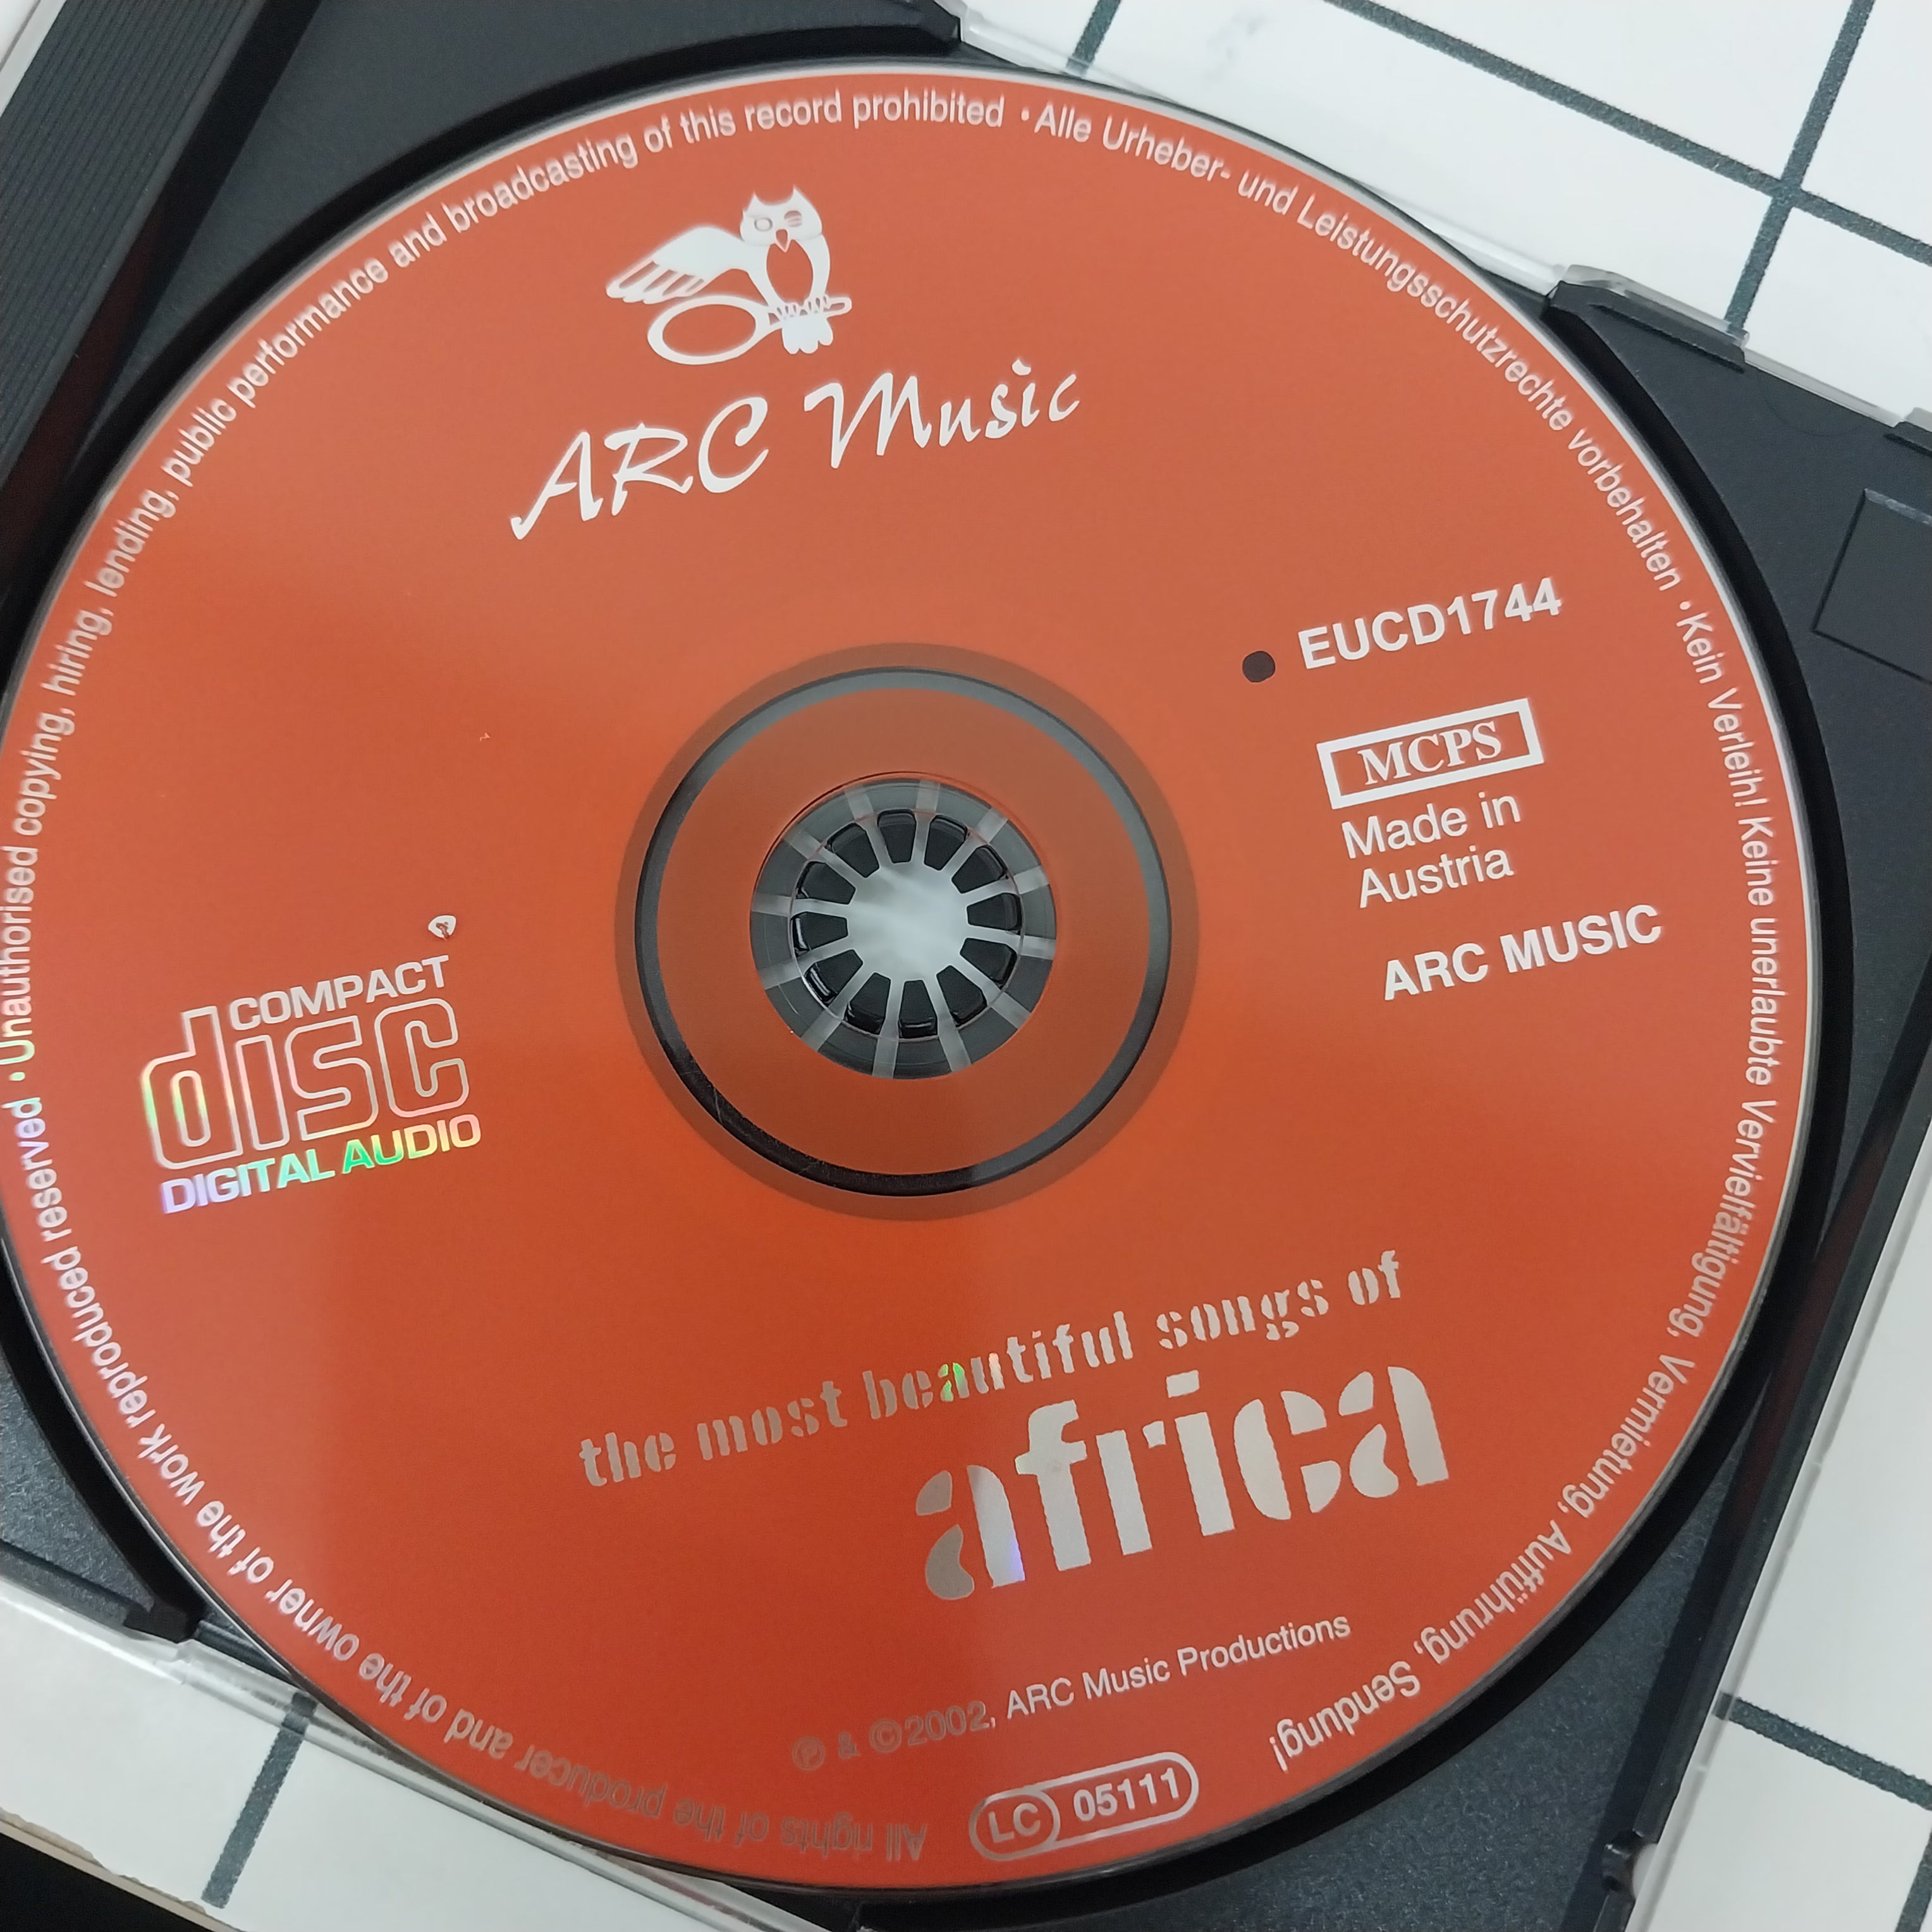 ARC Music
EUCD1744
MCPS
Made in
Austria
ARC MUSIC
COMPACT
disc
DIGITAL AUDIO
the most beautiful songs of
africa
℗ & ©2002, ARC Music Productions
LC 05111
All rights of the producer and of the owner of the work reproduced reserved • Unauthorised copying, hiring, lending, public performance and broadcasting of this record prohibited • Alle Urheber- und Leistungsschutzrechte vorbehalten • Kein Verleih! Keine unerlaubte Vervielfältigung, Vermietung, Aufführung, Sendung!